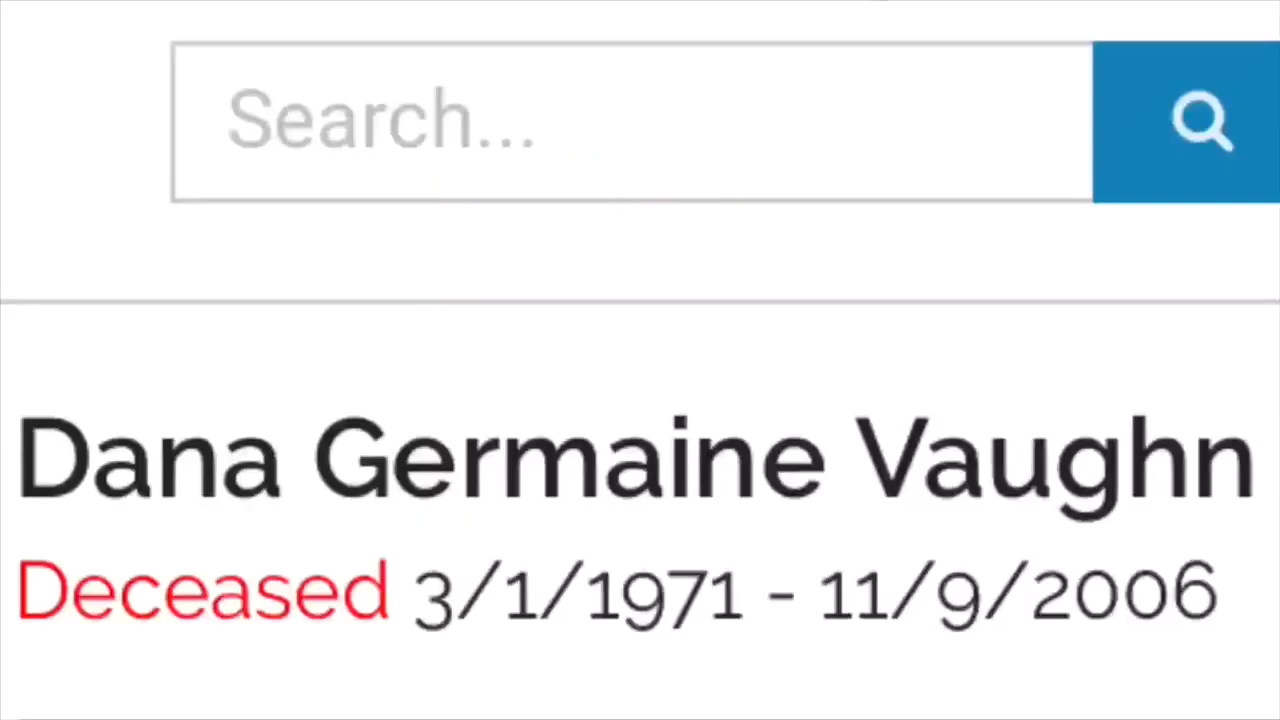 Search...
Dana Germaine Vaughn
Deceased 3/1/1971 - 11/9/2006